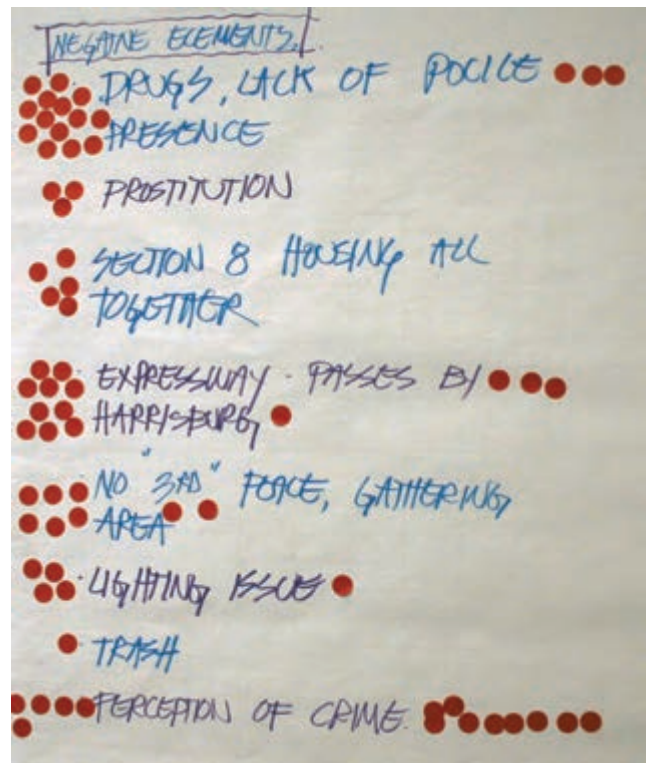 NEGATIVE ELEMENTS.
DRUGS, LACK OF POLICE
PRESENCE
PROSTITUTION
SECTION 8 HOUSING ALL
TOGETHER
EXPRESSWAY - PASSES BY
HARRISBURG
NO "3RD" PLACE, GATHERING
AREA
LIGHTING ISSUE
TRASH
PERCEPTION OF CRIME.